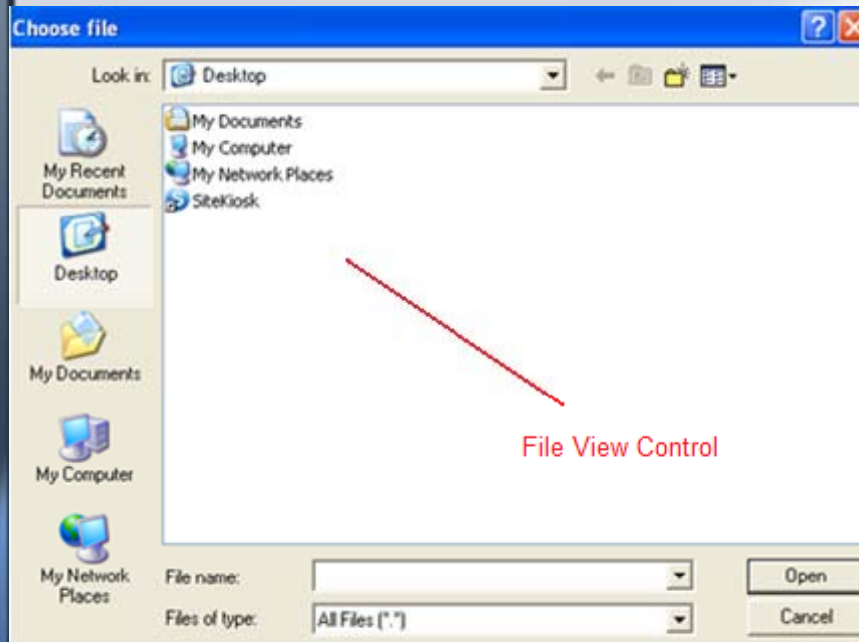 Choose file
Look in:
Desktop
My Recent
Documents
Desktop
My Documents
My Computer
My Network
Places
My Documents
My Computer
My Network Places
SiteKiosk
File View Control
File name:
Open
Files of type:
All Files (*.*)
Cancel